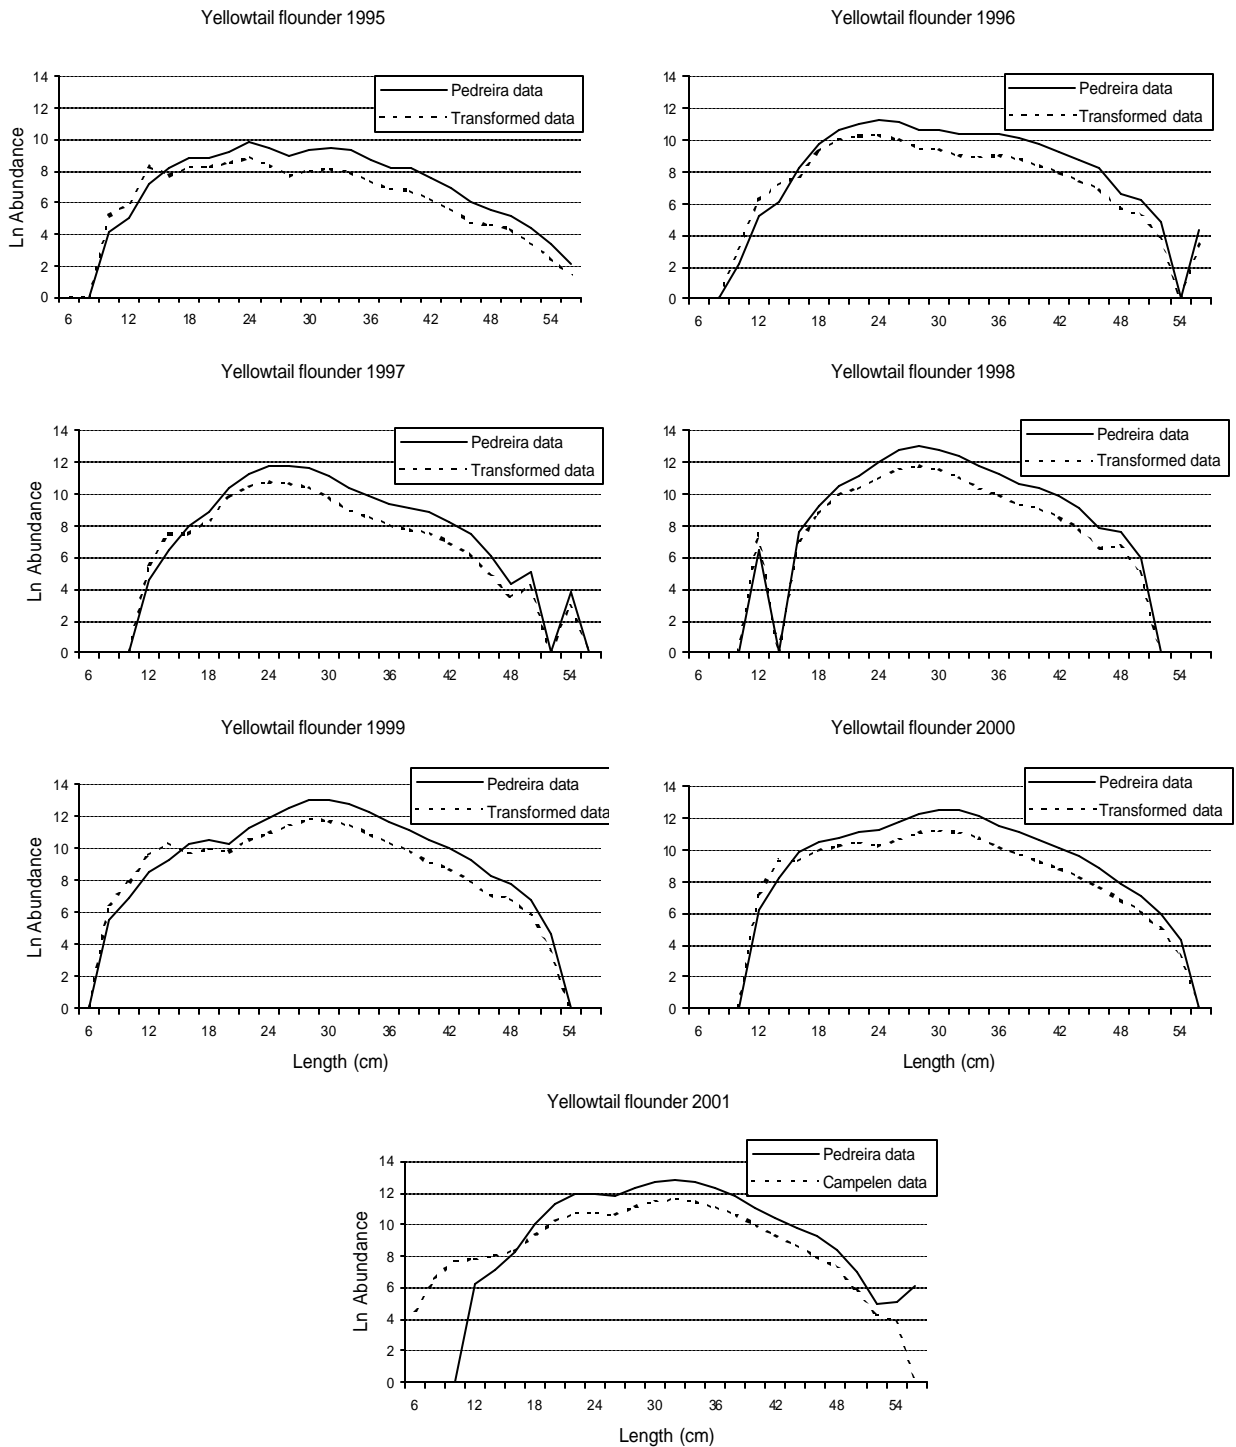 Yellowtail flounder 1995
Yellowtail flounder 1996
Ln Abundance
14
12
10
8
6
4
2
0
Pedreira data
Transformed data
6 12 18 24 30 36 42 48 54
14
12
10
8
6
4
2
0
Pedreira data
Transformed data
6 12 18 24 30 36 42 48 54
Yellowtail flounder 1997
Yellowtail flounder 1998
Ln Abundance
14
12
10
8
6
4
2
0
Pedreira data
Transformed data
6 12 18 24 30 36 42 48 54
14
12
10
8
6
4
2
0
Pedreira data
Transformed data
6 12 18 24 30 36 42 48 54
Yellowtail flounder 1999
Yellowtail flounder 2000
Ln Abundance
14
12
10
8
6
4
2
0
Pedreira data
Transformed data
6 12 18 24 30 36 42 48 54
Length (cm)
14
12
10
8
6
4
2
0
Pedreira data
Transformed data
6 12 18 24 30 36 42 48 54
Length (cm)
Yellowtail flounder 2001
Ln Abundance
14
12
10
8
6
4
2
0
Pedreira data
Campelen data
6 12 18 24 30 36 42 48 54
Length (cm)